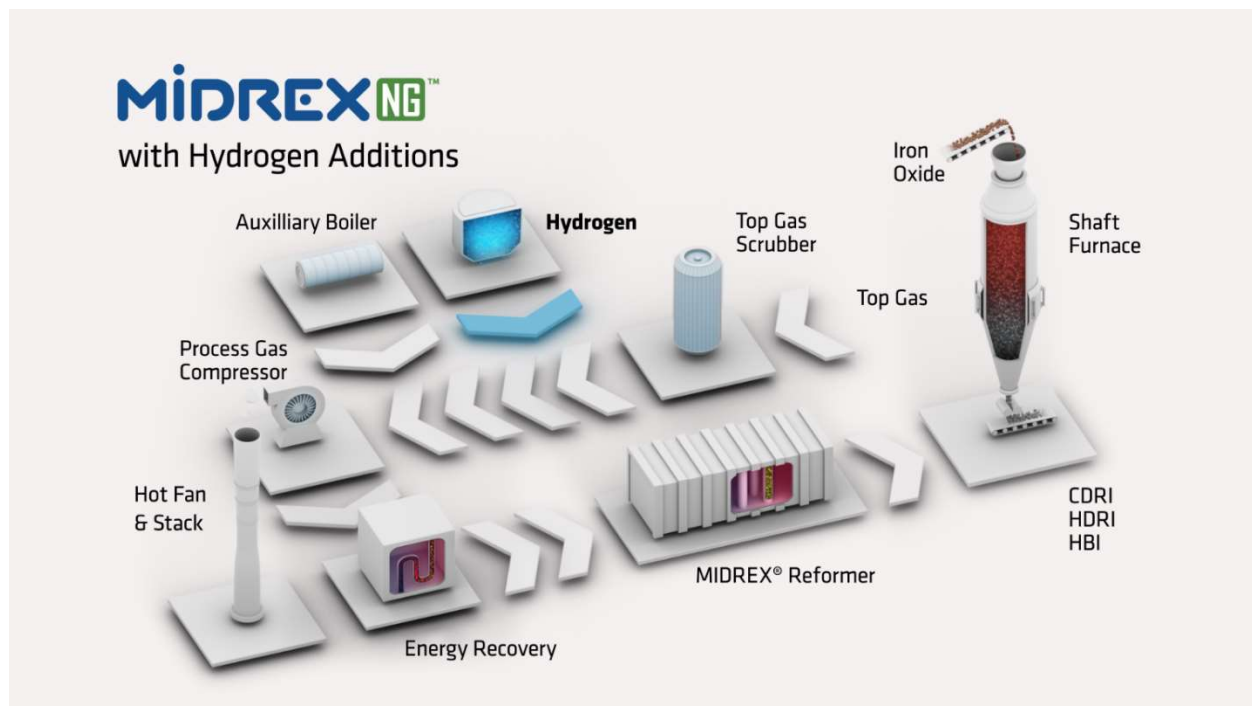 MIDREX NG™
with Hydrogen Additions
Iron
Oxide
Auxilliary Boiler
Hydrogen
Top Gas
Scrubber
Shaft
Furnace
Top Gas
Process Gas
Compressor
Hot Fan
& Stack
CDRI
HDRI
HBI
MIDREX® Reformer
Energy Recovery